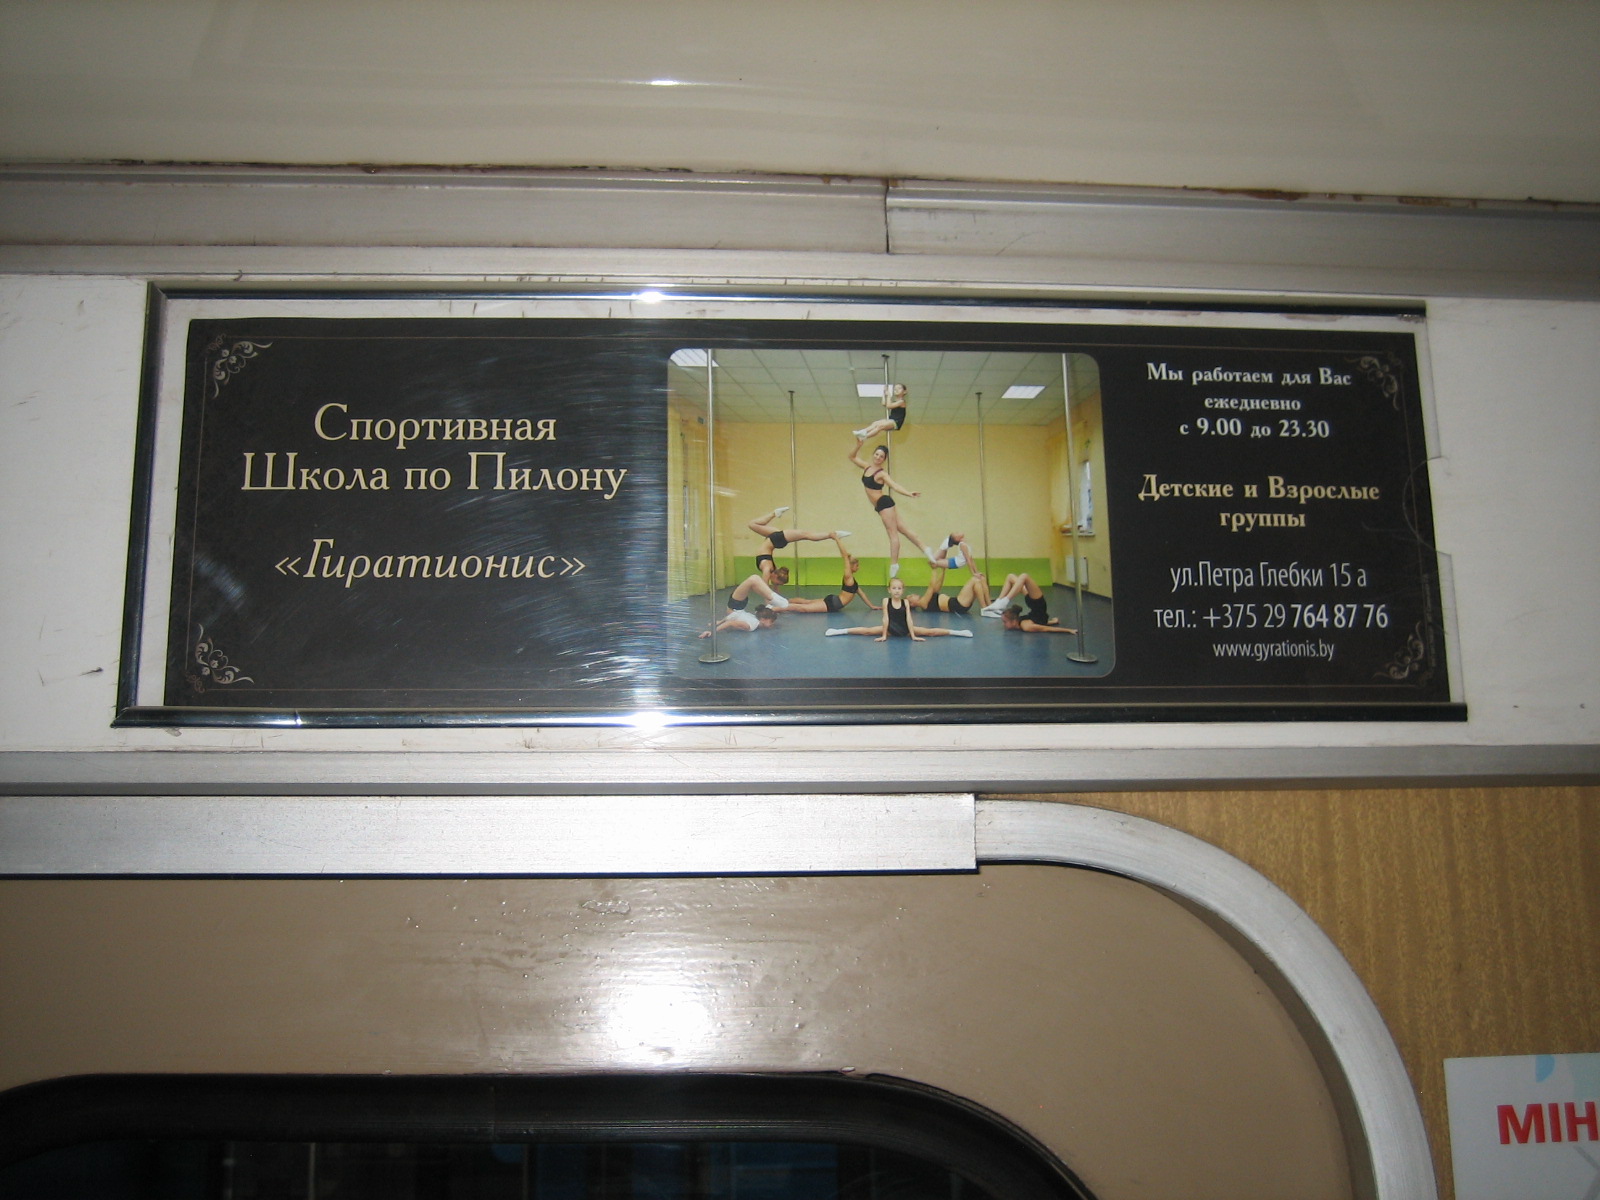 Спортивная
Школа по Пилону
«Гиратионис»
Мы работаем для Вас
ежедневно
с 9.00 до 23.30
Детские и Взрослые
группы
ул.Петра Глебки 15 а
тел.: +375 29 764 87 76
www.gyrationis.by
МІН